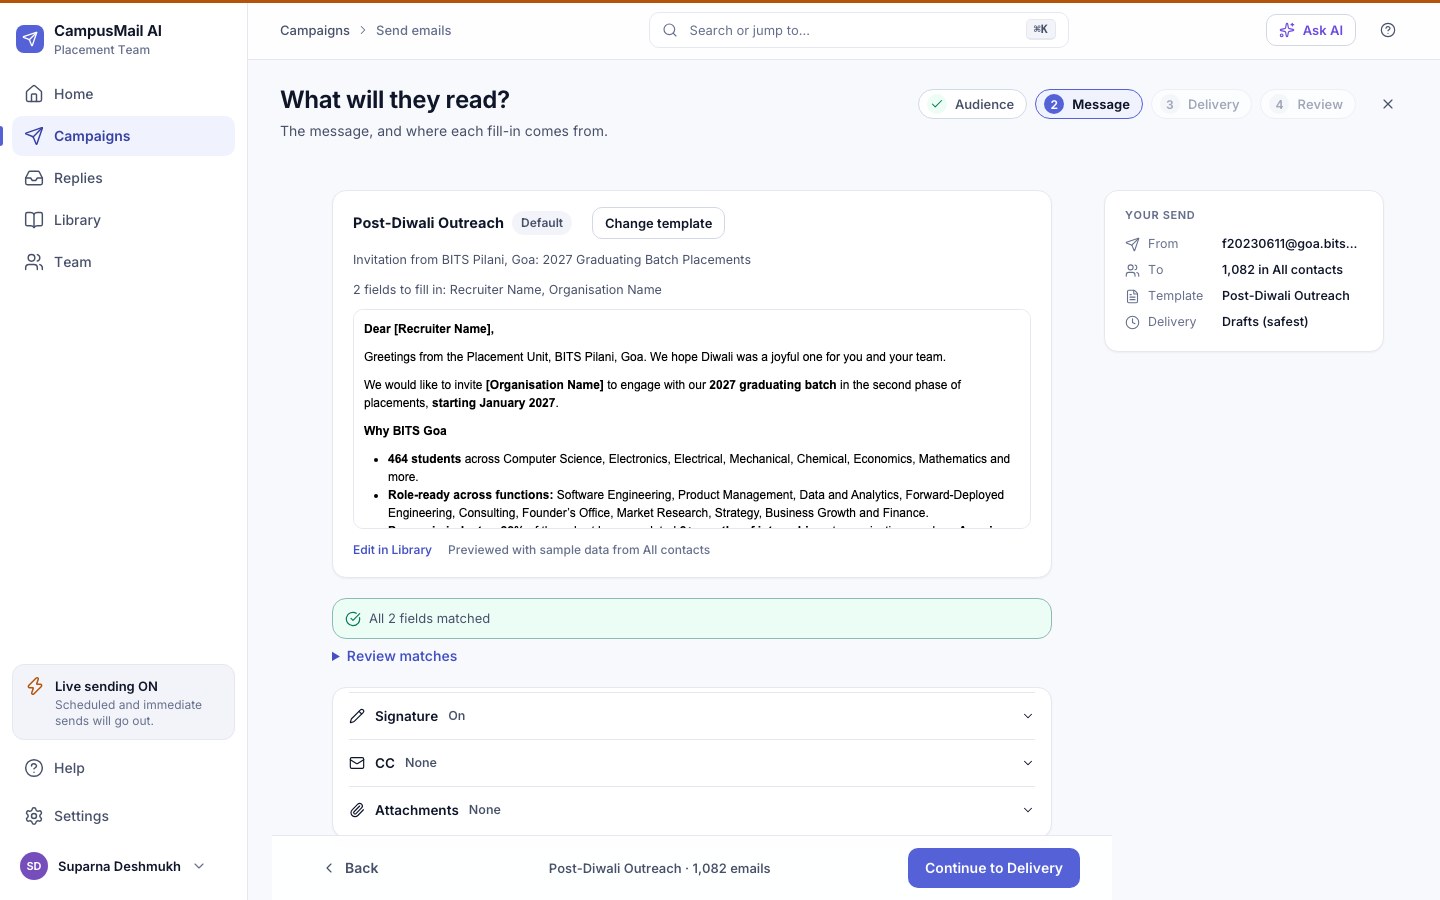 CampusMail AI
Placement Team
Home
Campaigns
Replies
Library
Team
Live sending ON
Scheduled and immediate
sends will go out.
Help
Settings
SD
Suparna Deshmukh
Campaigns
Send emails
Search or jump to...
⌘K
Ask AI
What will they read?
The message, and where each fill-in comes from.
Audience
2 Message
3 Delivery
4 Review
Post-Diwali Outreach
Default
Change template
Invitation from BITS Pilani, Goa: 2027 Graduating Batch Placements
2 fields to fill in: Recruiter Name, Organisation Name
Dear [Recruiter Name],
Greetings from the Placement Unit, BITS Pilani, Goa. We hope Diwali was a joyful one for you and your team.
We would like to invite [Organisation Name] to engage with our 2027 graduating batch in the second phase of
placements, starting January 2027.
Why BITS Goa
• 464 students across Computer Science, Electronics, Electrical, Mechanical, Chemical, Economics, Mathematics and
more.
• Role-ready across functions: Software Engineering, Product Management, Data and Analytics, Forward-Deployed
Engineering, Consulting, Founder's Office, Market Research, Strategy, Business Growth and Finance.
Edit in Library
Previewed with sample data from All contacts
All 2 fields matched
Review matches
Signature On
CC None
Attachments None
Back
Post-Diwali Outreach · 1,082 emails
Continue to Delivery
YOUR SEND
From f20230611@goa.bits...
To 1,082 in All contacts
Template Post-Diwali Outreach
Delivery Drafts (safest)